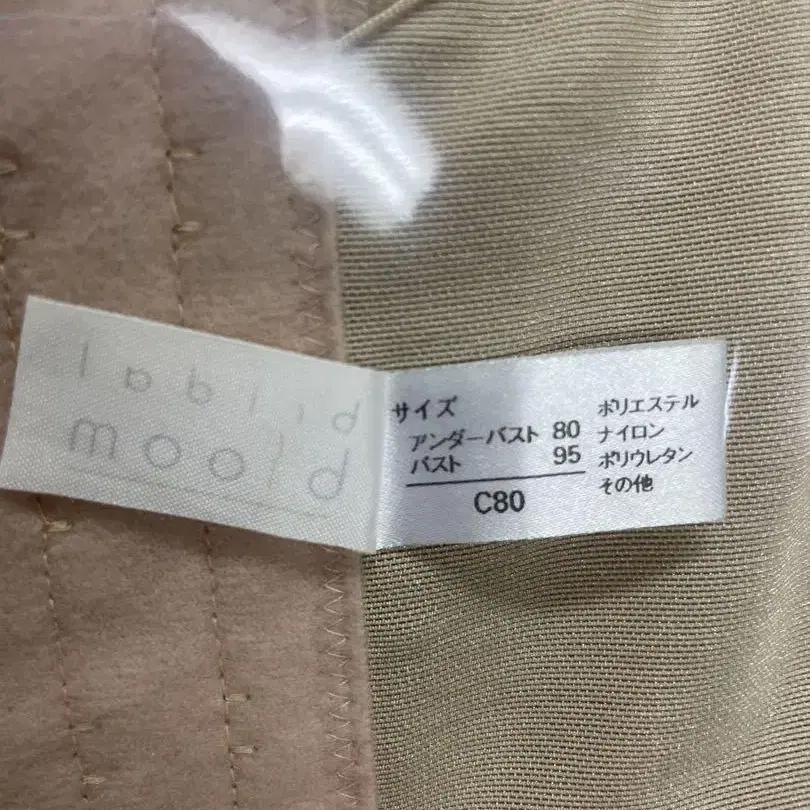 サイズ
アンダーバスト 80
バスト 95
C80
ポリエステル
ナイロン
ポリウレタン
その他